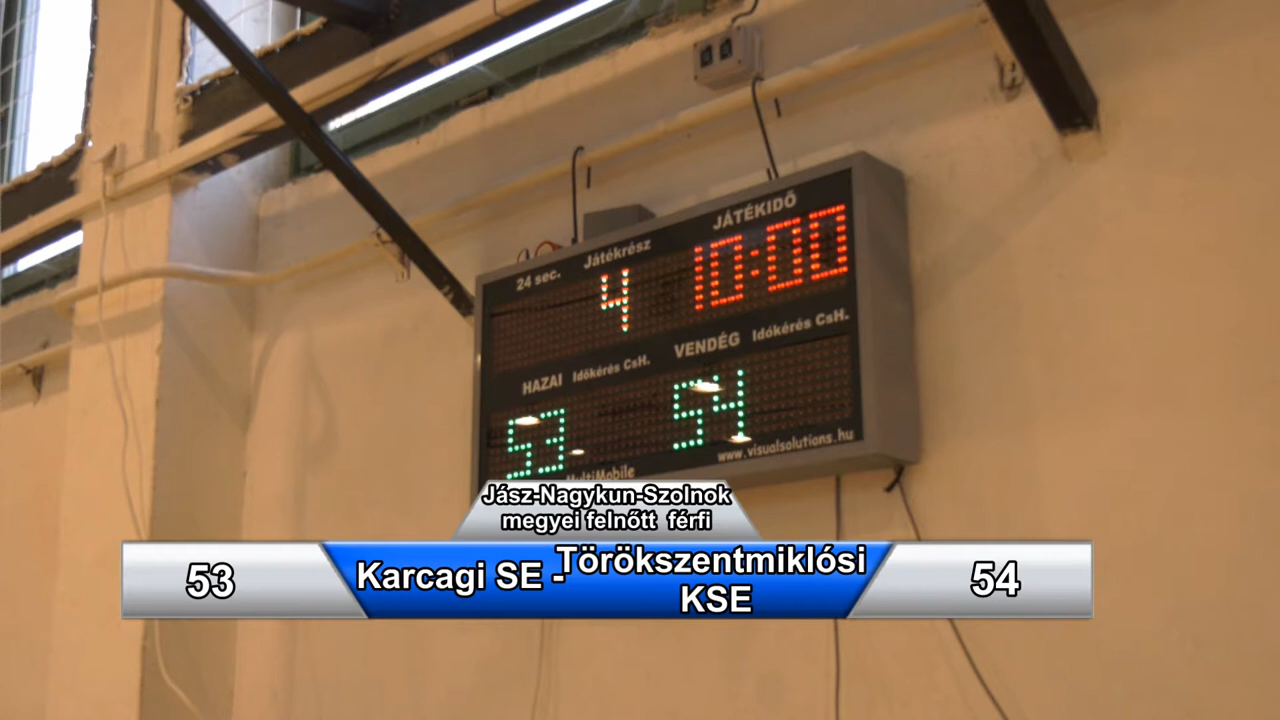 JÁTÉKIDŐ
Játékrész
24 sec.
10:00
4
VENDÉG Időkérés CsH.
HAZAI Időkérés CsH.
54
53
www.visualsolutions.hu
MultiMobile
Jász-Nagykun-Szolnok
megyei felnőtt férfi
53
Karcagi SE -
Törökszentmiklósi
KSE
54